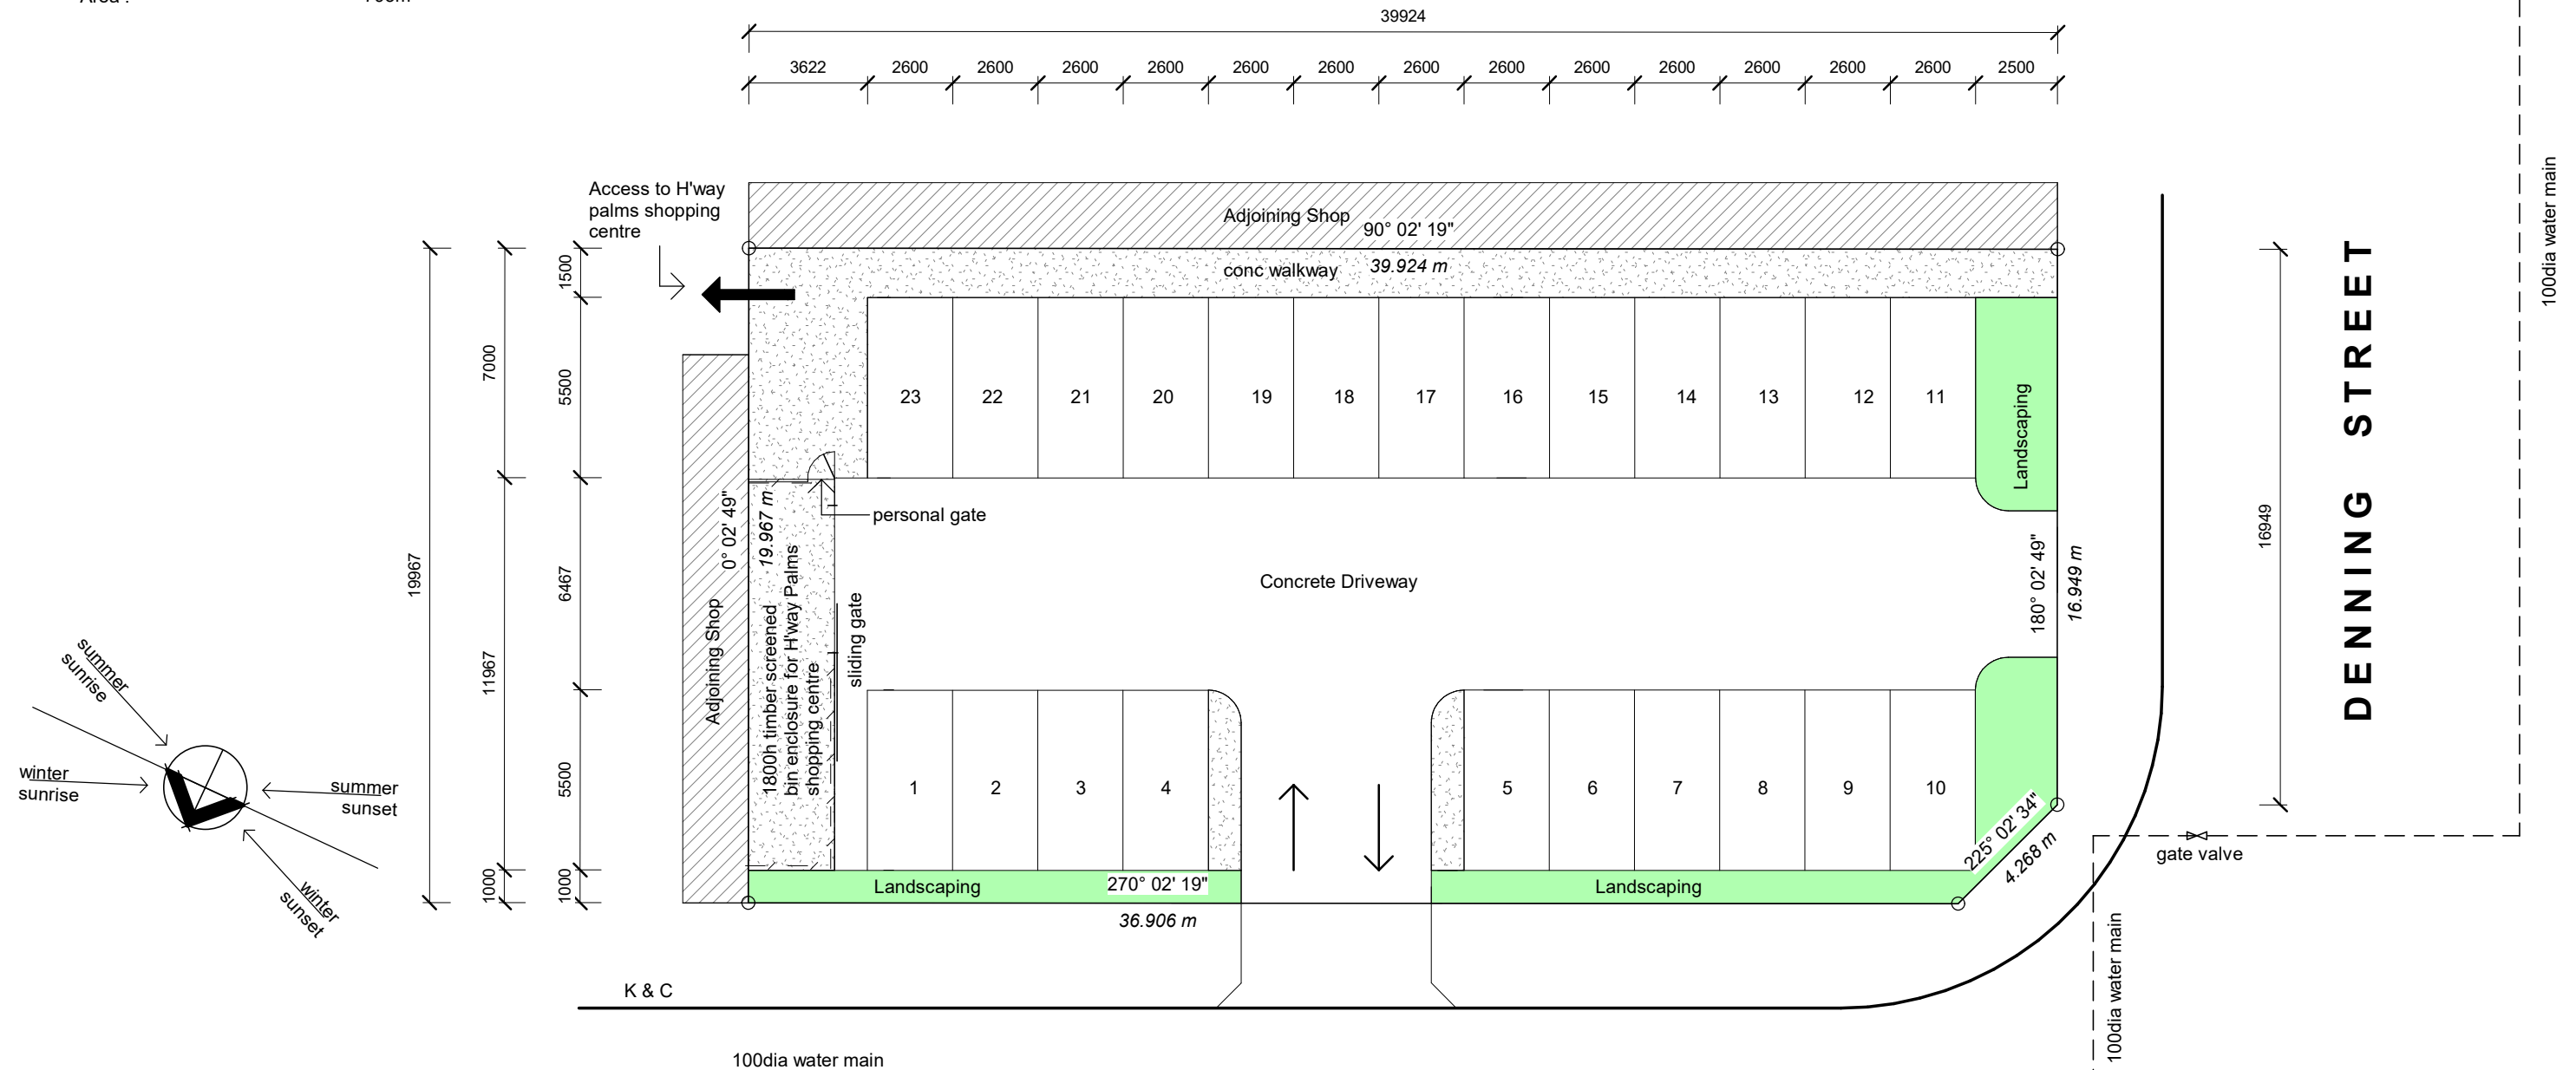 39924
3622 2600 2600 2600 2600 2600 2600 2600 2600 2600 2600 2600 2600 2600 2500
Access to H'way
palms shopping
centre
Adjoining Shop
90° 02' 19"
conc walkway
39.924 m
1500
7000
5500
23 22 21 20 19 18 17 16 15 14 13 12 11
Landscaping
personal gate
0° 02' 49"
19.967 m
19967
6467
11967
Adjoining Shop
1800h timber screened
bin enclosure for H'way Palms
shopping centre
sliding gate
Concrete Driveway
180° 02' 49"
16.949 m
16949
DENNING STREET
100dia water main
summer
sunrise
winter
sunrise
summer
sunset
winter
sunset
5500
1 2 3 4 5 6 7 8 9 10
1000
1000
Landscaping
270° 02' 19"
36.906 m
Landscaping
225° 02' 34"
4.268 m
gate valve
K & C
100dia water main
100dia water main